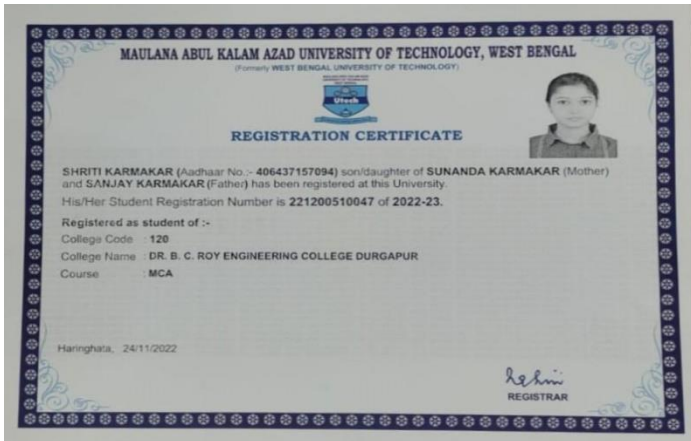 MAULANA ABUL KALAM AZAD UNIVERSITY OF TECHNOLOGY, WEST BENGAL
(Formerly WEST BENGAL UNIVERSITY OF TECHNOLOGY)
Utech
REGISTRATION CERTIFICATE
SHRITI KARMAKAR (Aadhaar No.:- 406437157094) son/daughter of SUNANDA KARMAKAR (Mother)
and SANJAY KARMAKAR (Father) has been registered at this University.
His/Her Student Registration Number is 221200510047 of 2022-23.
Registered as student of :-
College Code : 120
College Name : DR. B. C. ROY ENGINEERING COLLEGE DURGAPUR
Course : MCA
Haringhata, 24/11/2022
REGISTRAR